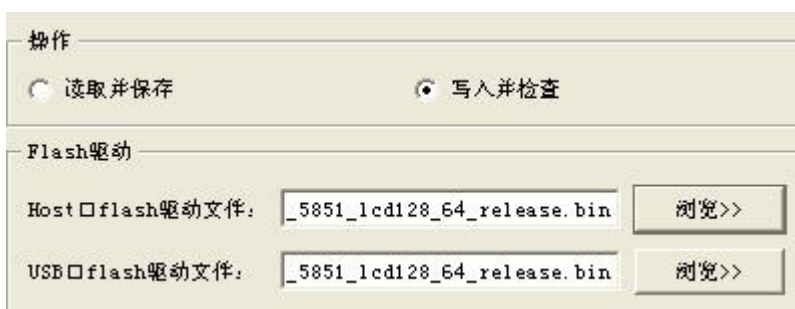 操作
读取并保存 写入并检查
Flash驱动
Host口flash驱动文件： _5851_lcd128_64_release.bin 浏览>>
USB口flash驱动文件： _5851_lcd128_64_release.bin 浏览>>